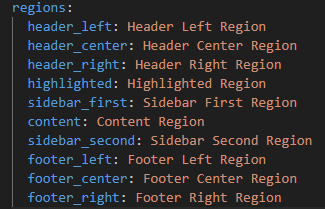 regions:
header_left: Header Left Region
header_center: Header Center Region
header_right: Header Right Region
highlighted: Highlighted Region
sidebar_first: Sidebar First Region
content: Content Region
sidebar_second: Sidebar Second Region
footer_left: Footer Left Region
footer_center: Footer Center Region
footer_right: Footer Right Region